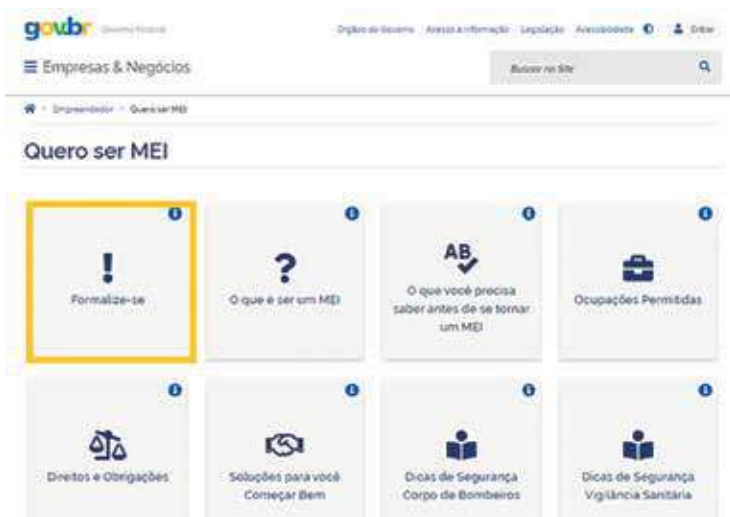 gov.br Governo Federal
Órgãos do Governo Acesso à Informação Legislação Acessibilidade Entrar
Empresas & Negócios
Buscar no Site
Empreendedor > Quero ser MEI
Quero ser MEI
Formalize-se
O que é ser um MEI
AB
O que você precisa
saber antes de se tornar
um MEI
Ocupações Permitidas
Direitos e Obrigações
Soluções para você
Começar Bem
Dicas de Segurança
Corpo de Bombeiros
Dicas de Segurança
Vigilância Sanitária